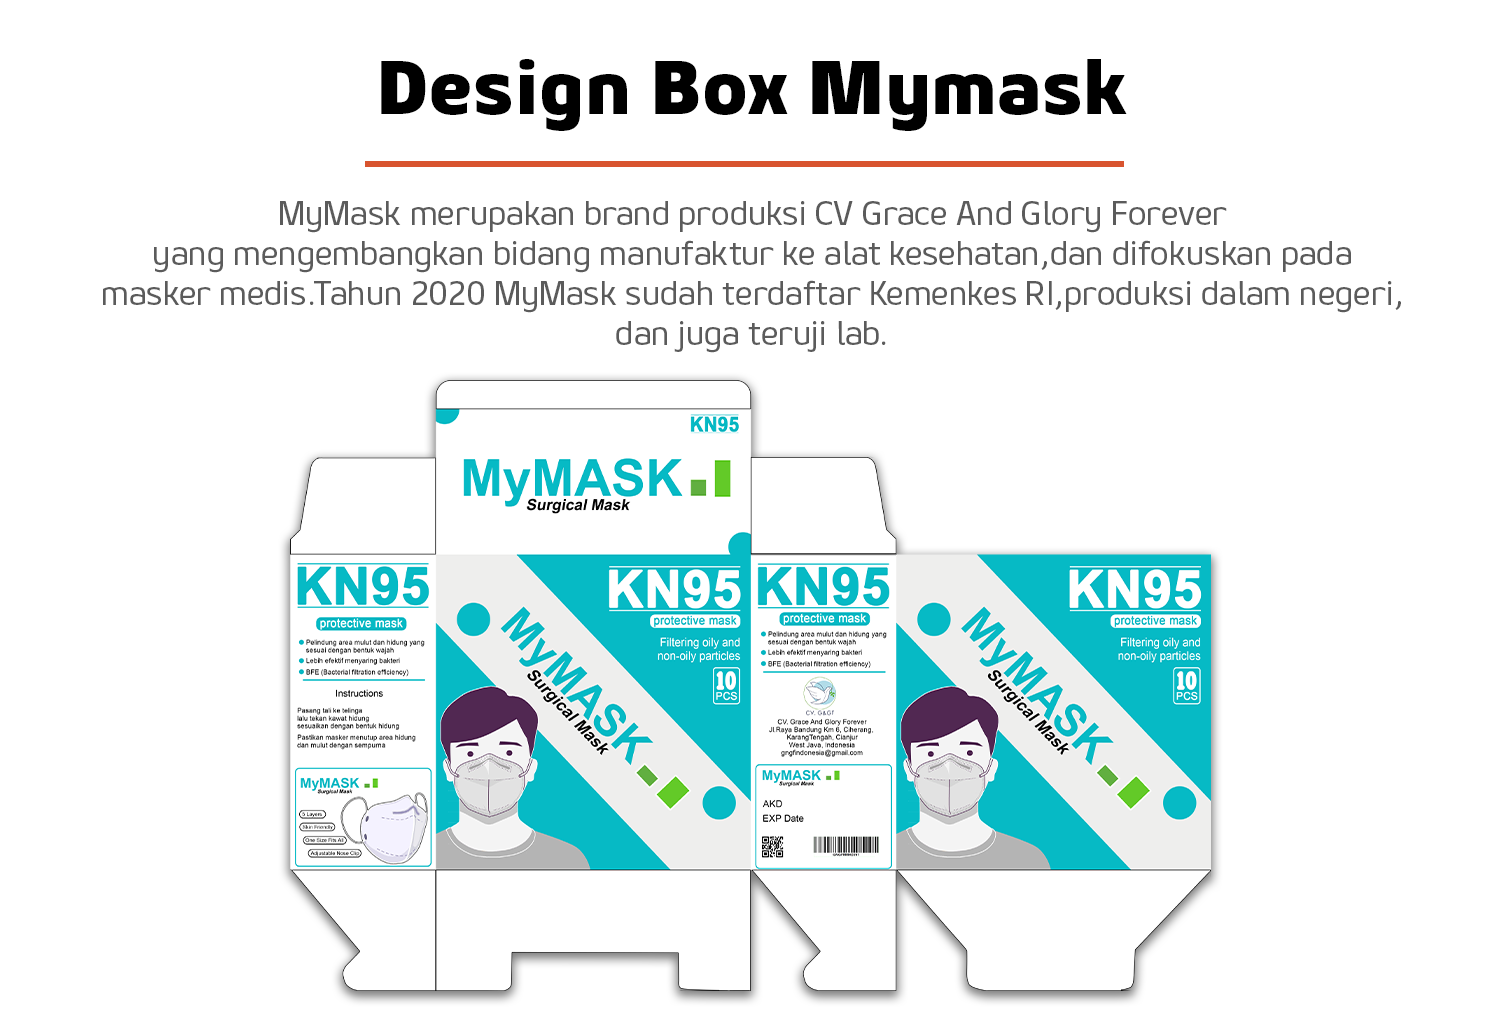 Design Box Mymask
MyMask merupakan brand produksi CV Grace And Glory Forever
yang mengembangkan bidang manufaktur ke alat kesehatan,dan difokuskan pada
masker medis.Tahun 2020 MyMask sudah terdaftar Kemenkes RI,produksi dalam negeri,
dan juga teruji lab.
KN95
MyMASK
Surgical Mask
KN95
protective mask
Pelindung area mulut dan hidung yang
sesuai dengan bentuk wajah
Lebih efektif menyaring bakteri
BFE (Bacterial filtration efficiency)
Instructions
Pasang tali ke telinga
lalu tekan kawat hidung
sesuaikan dengan bentuk hidung
Pastikan masker menutup area hidung
dan mulut dengan sempurna
MyMASK
Surgical Mask
5 Layers
Skin Friendly
One Size Fits All
Adjustable Nose Clip
KN95
protective mask
Filtering oily and
non-oily particles
10
PCS
MyMASK
Surgical Mask
KN95
protective mask
Pelindung area mulut dan hidung yang
sesuai dengan bentuk wajah
Lebih efektif menyaring bakteri
BFE (Bacterial filtration efficiency)
CV. G&GF
CV. Grace And Glory Forever
Jl.Raya Bandung Km 6, Ciherang,
KarangTengah, Cianjur
West Java, Indonesia
gngfindonesia@gmail.com
MyMASK
Surgical Mask
AKD
EXP Date
KN95
protective mask
Filtering oily and
non-oily particles
10
PCS
MyMASK
Surgical Mask